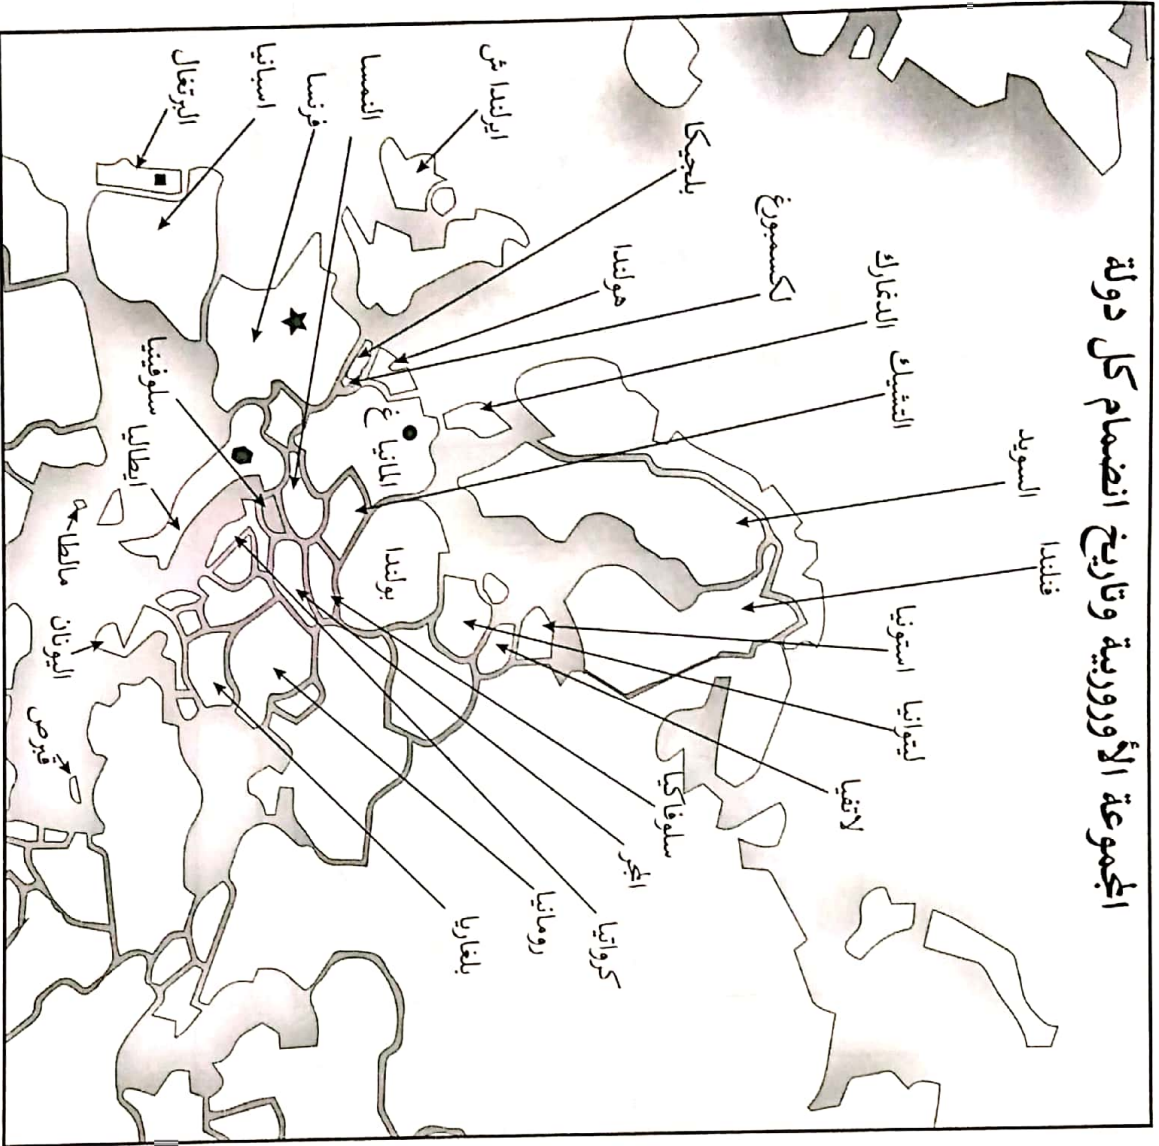 المجموعة الأوروبية وتاريخ انضمام كل دولة
السويد
فنلندا
الدنمارك
التشيك
استونيا
ليتوانيا
لاتفيا
لكسمبورغ
بلجيكا
هولندا
سلوفاكيا
المجر
كرواتيا
رومانيا
بلغاريا
ايرلندا ش
النمسا
فرنسا
اسبانيا
البرتغال
المانيا غ
بولندا
سلوفينيا
ايطاليا
مالطا
اليونان
قبرص